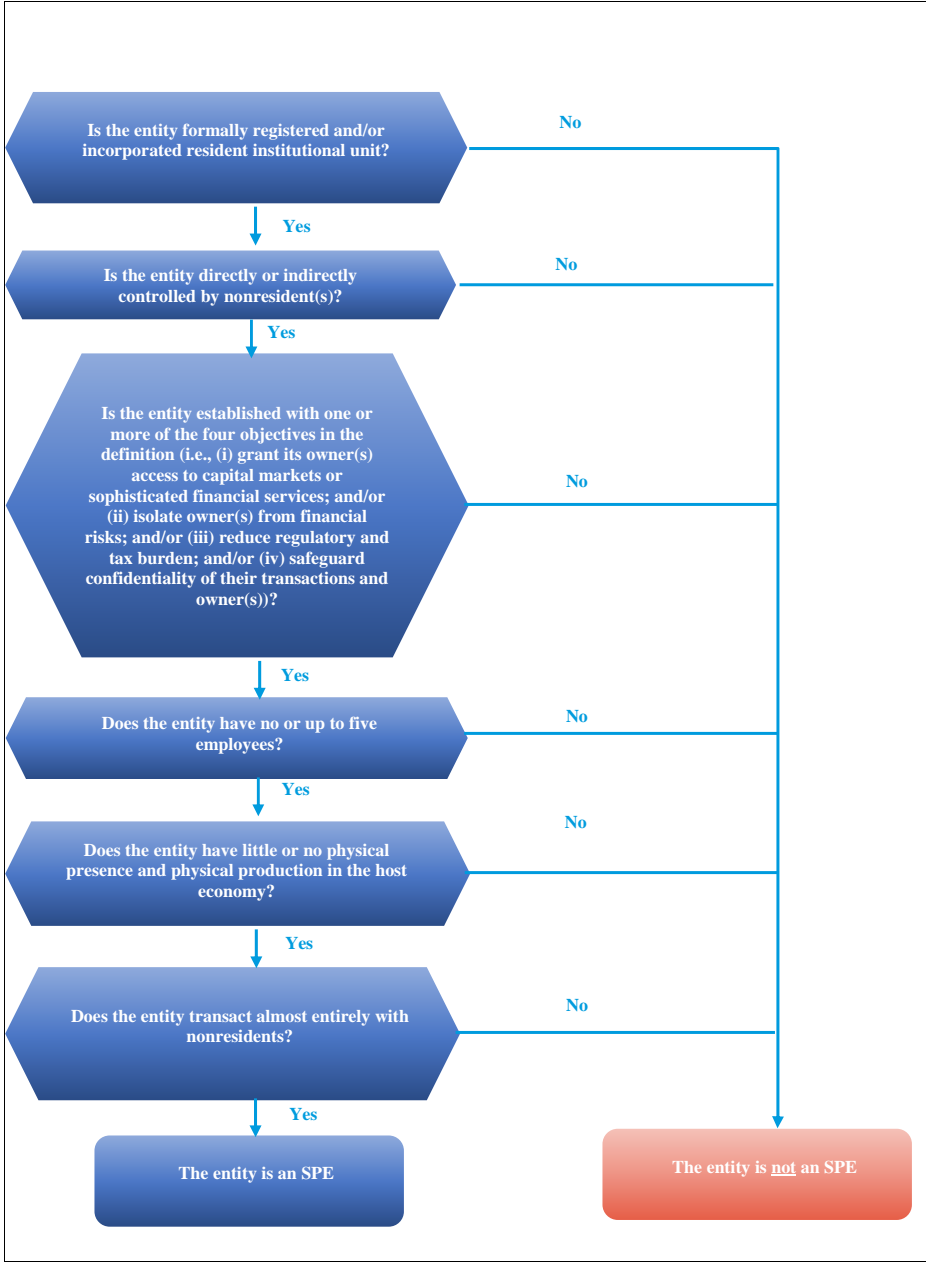 Is the entity formally registered and/or
incorporated resident institutional unit?
No
Yes
Is the entity directly or indirectly
controlled by nonresident(s)?
No
Yes
Is the entity established with one or
more of the four objectives in the
definition (i.e., (i) grant its owner(s)
access to capital markets or
sophisticated financial services; and/or
(ii) isolate owner(s) from financial
risks; and/or (iii) reduce regulatory and
tax burden; and/or (iv) safeguard
confidentiality of their transactions and
owner(s))?
No
Yes
Does the entity have no or up to five
employees?
No
Yes
Does the entity have little or no physical
presence and physical production in the host
economy?
No
Yes
Does the entity transact almost entirely with
nonresidents?
No
Yes
The entity is an SPE
The entity is not an SPE